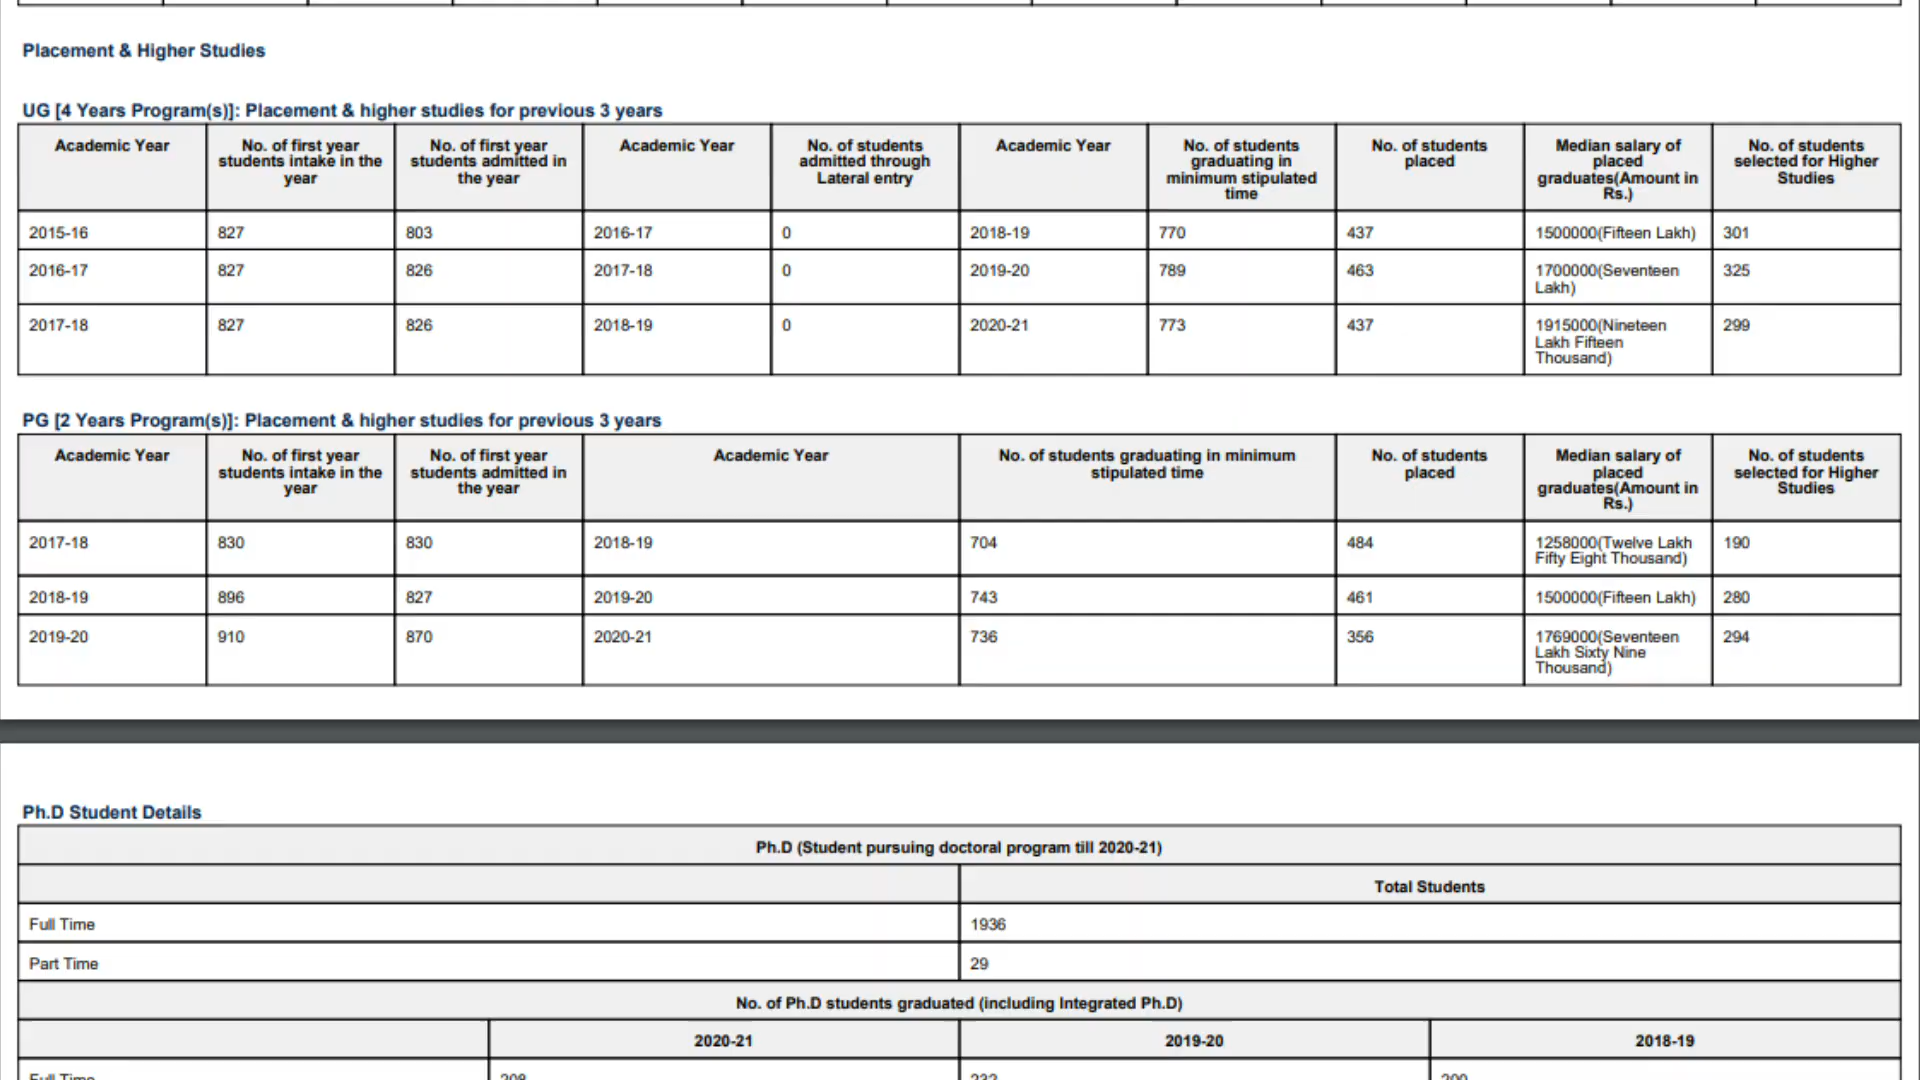 Placement & Higher Studies
UG [4 Years Program(s)]: Placement & higher studies for previous 3 years
Academic Year
No. of first year
students intake in the
year
No. of first year
students admitted in
the year
Academic Year
No. of students
admitted through
Lateral entry
Academic Year
No. of students
graduating in
minimum stipulated
time
No. of students
placed
Median salary of
placed
graduates(Amount in
Rs.)
No. of students
selected for Higher
Studies
2015-16
827
803
2016-17
0
2018-19
770
437
1500000(Fifteen Lakh)
301
2016-17
827
826
2017-18
0
2019-20
789
463
1700000(Seventeen
Lakh)
325
2017-18
827
826
2018-19
0
2020-21
773
437
1915000(Nineteen
Lakh Fifteen
Thousand)
299
PG [2 Years Program(s)]: Placement & higher studies for previous 3 years
Academic Year
No. of first year
students intake in the
year
No. of first year
students admitted in
the year
Academic Year
No. of students graduating in minimum
stipulated time
No. of students
placed
Median salary of
placed
graduates(Amount in
Rs.)
No. of students
selected for Higher
Studies
2017-18
830
830
2018-19
704
484
1258000(Twelve Lakh
Fifty Eight Thousand)
190
2018-19
896
827
2019-20
743
461
1500000(Fifteen Lakh)
280
2019-20
910
870
2020-21
736
356
1769000(Seventeen
Lakh Sixty Nine
Thousand)
294
Ph.D Student Details
Ph.D (Student pursuing doctoral program till 2020-21)
Total Students
Full Time
1936
Part Time
29
No. of Ph.D students graduated (including Integrated Ph.D)
2020-21
2019-20
2018-19
Full Time